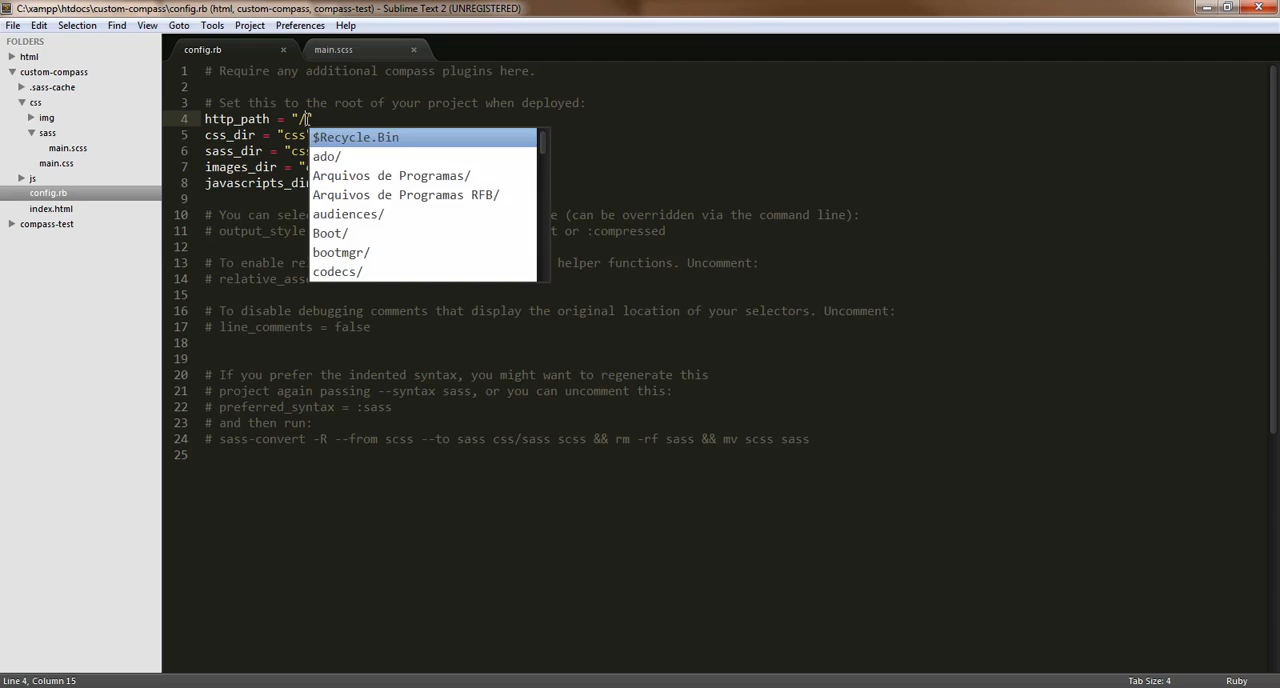 C:\xampp\htdocs\custom-compass\config.rb (html, custom-compass, compass-test) - Sublime Text 2 (UNREGISTERED)
File Edit Selection Find View Goto Tools Project Preferences Help
FOLDERS
html
custom-compass
.sass-cache
css
img
sass
main.scss
main.css
js
config.rb
index.html
compass-test
config.rb
main.scss
1 # Require any additional compass plugins here.
2
3 # Set this to the root of your project when deployed:
4 http_path = "/"
5 css_dir = "css"
6 sass_dir = "css
7 images_dir = "
8 javascripts_dir
9
10 # You can sele e (can be overridden via the command line):
11 # output_style t or :compressed
12
13 # To enable re helper functions. Uncomment:
14 # relative_asse
15
16 # To disable debugging comments that display the original location of your selectors. Uncomment:
17 # line_comments = false
18
19
20 # If you prefer the indented syntax, you might want to regenerate this
21 # project again passing --syntax sass, or you can uncomment this:
22 # preferred_syntax = :sass
23 # and then run:
24 # sass-convert -R --from scss --to sass css/sass scss && rm -rf sass && mv scss sass
25
$Recycle.Bin
ado/
Arquivos de Programas/
Arquivos de Programas RFB/
audiences/
Boot/
bootmgr/
codecs/
Line 4, Column 15
Tab Size: 4
Ruby